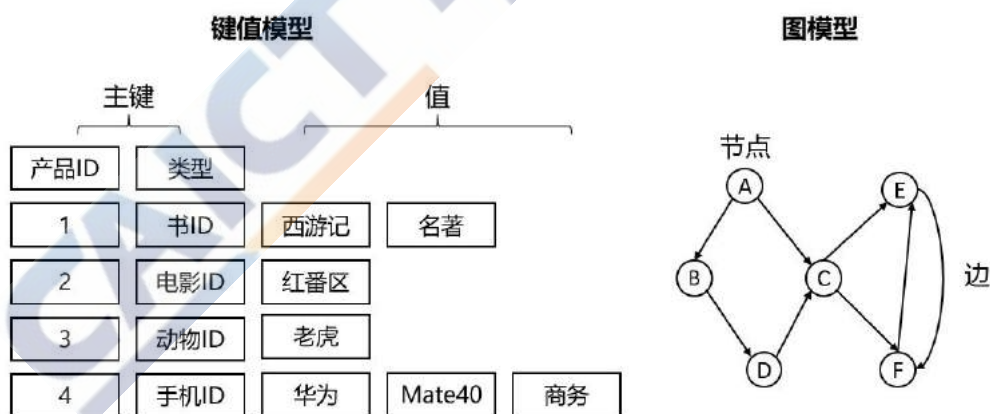 键值模型
主键
值
产品ID 类型
1 书ID 西游记 名著
2 电影ID 红番区
3 动物ID 老虎
4 手机ID 华为 Mate40 商务
图模型
节点
A
E
B
C
边
D
F
CAICT